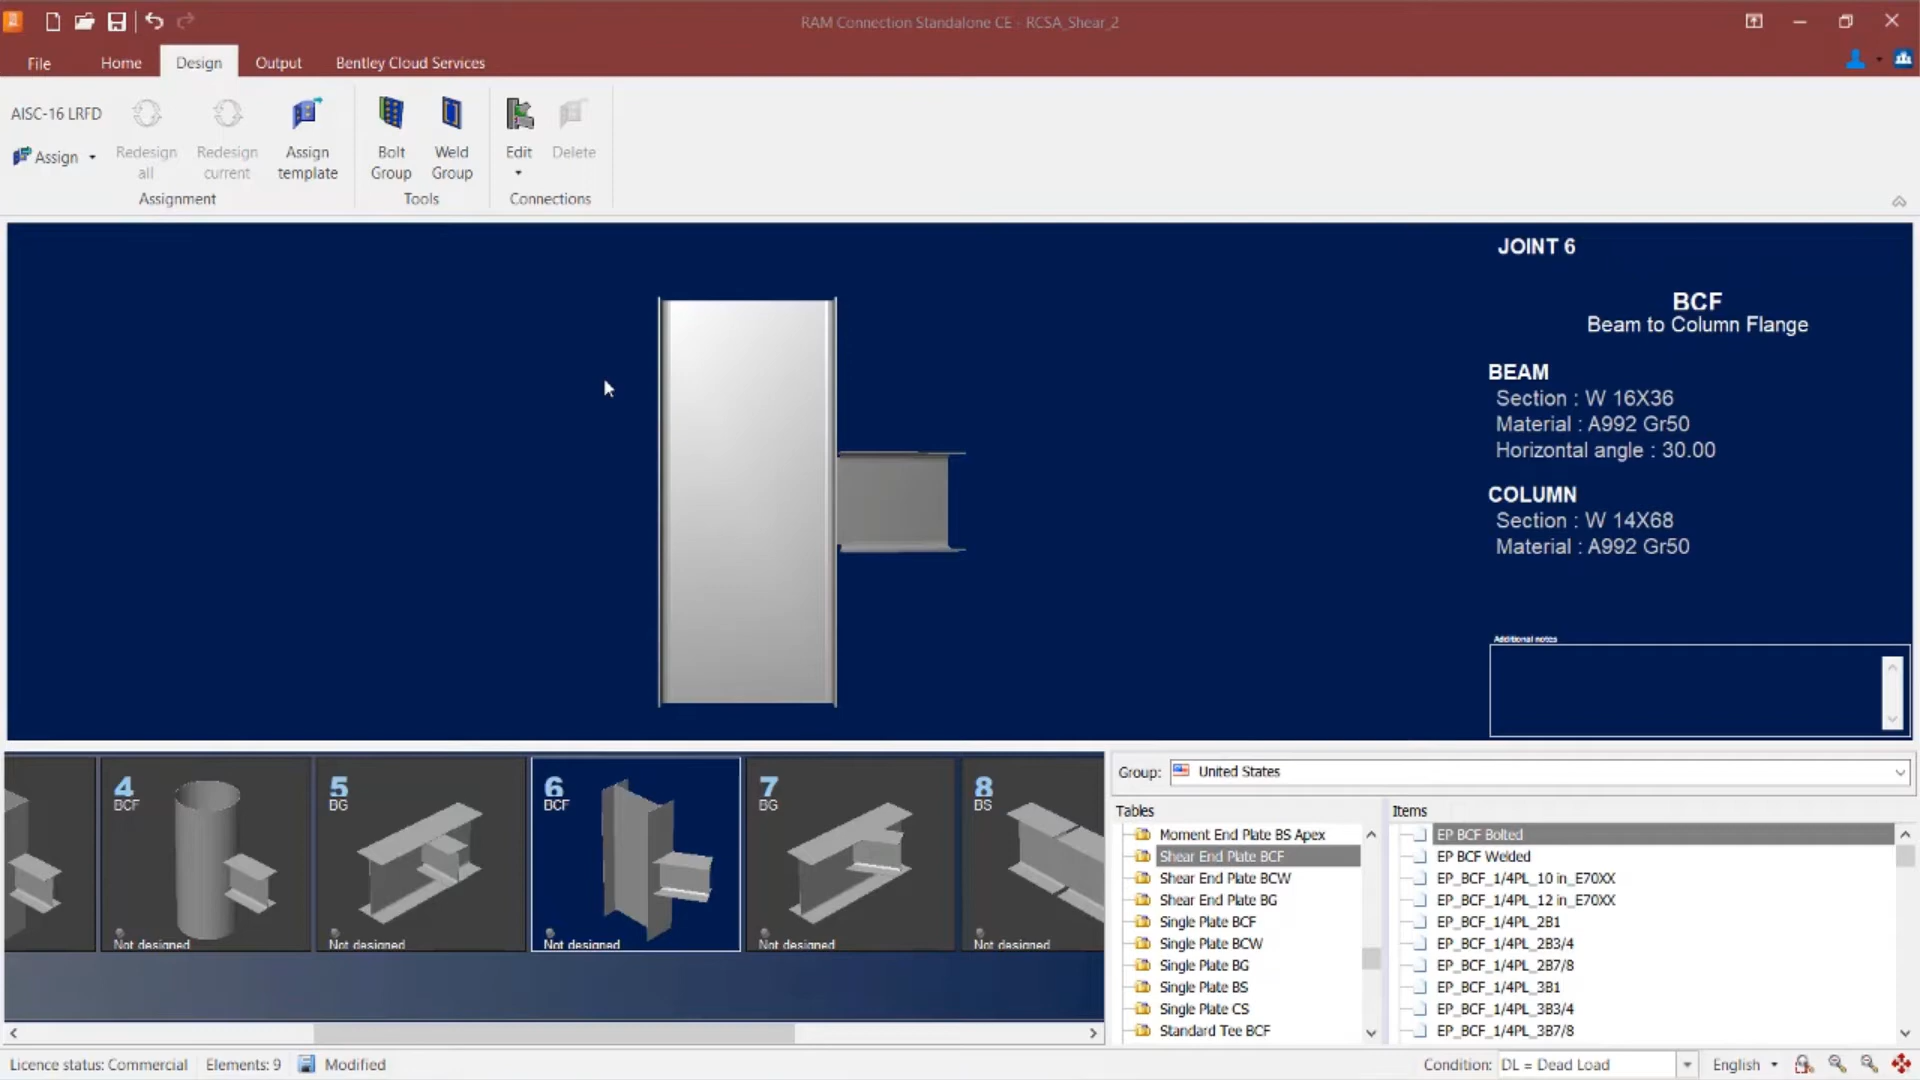 RAM Connection Standalone CE - RCSA_Shear_2
File
Home
Design
Output
Bentley Cloud Services
AISC-16 LRFD
Assign
Redesign all
Redesign current
Assign template
Assignment
Bolt Group
Weld Group
Tools
Edit
Delete
Connections
JOINT 6
BCF
Beam to Column Flange
BEAM
Section : W 16X36
Material : A992 Gr50
Horizontal angle : 30.00
COLUMN
Section : W 14X68
Material : A992 Gr50
Additional notes
4
BCF
Not designed
5
BG
Not designed
6
BCF
Not designed
7
BG
Not designed
8
BS
Not designed
Group:
United States
Tables
Moment End Plate BS Apex
Shear End Plate BCF
Shear End Plate BCW
Shear End Plate BG
Single Plate BCF
Single Plate BCW
Single Plate BG
Single Plate BS
Single Plate CS
Standard Tee BCF
Items
EP BCF Bolted
EP BCF Welded
EP_BCF_1/4PL_10 in_E70XX
EP_BCF_1/4PL_12 in_E70XX
EP_BCF_1/4PL_2B1
EP_BCF_1/4PL_2B3/4
EP_BCF_1/4PL_2B7/8
EP_BCF_1/4PL_3B1
EP_BCF_1/4PL_3B3/4
EP_BCF_1/4PL_3B7/8
Licence status: Commercial
Elements: 9
Modified
Condition:
DL = Dead Load
English